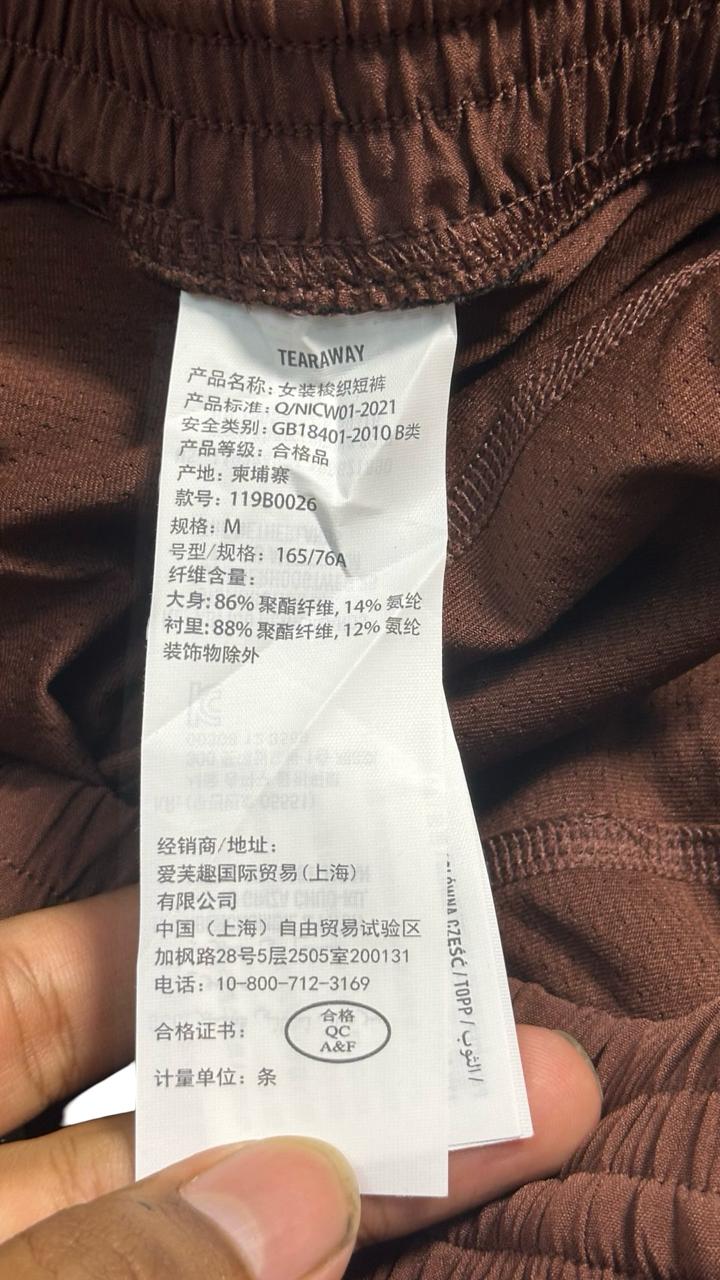 TEARAWAY
产品名称：女装梭织短裤
产品标准：Q/NICW01-2021
安全类别：GB18401-2010 B类
产品等级：合格品
产地：柬埔寨
款号：119B0026
规格：M
号型/规格：165/76A
纤维含量：
大身：86% 聚酯纤维, 14% 氨纶
衬里：88% 聚酯纤维, 12% 氨纶
装饰物除外
经销商/地址：
爱芙趣国际贸易(上海)
有限公司
中国（上海）自由贸易试验区
加枫路28号5层2505室200131
电话：10-800-712-3169
合格证书：
合格
QC
A&F
计量单位：条
CZĘŚĆ / TOPP / الثوب /